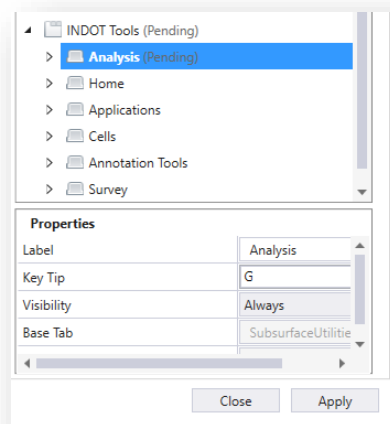 INDOT Tools (Pending)
Analysis (Pending)
Home
Applications
Cells
Annotation Tools
Survey
Properties
Label Analysis
Key Tip G
Visibility Always
Base Tab SubsurfaceUtilitie
Close Apply